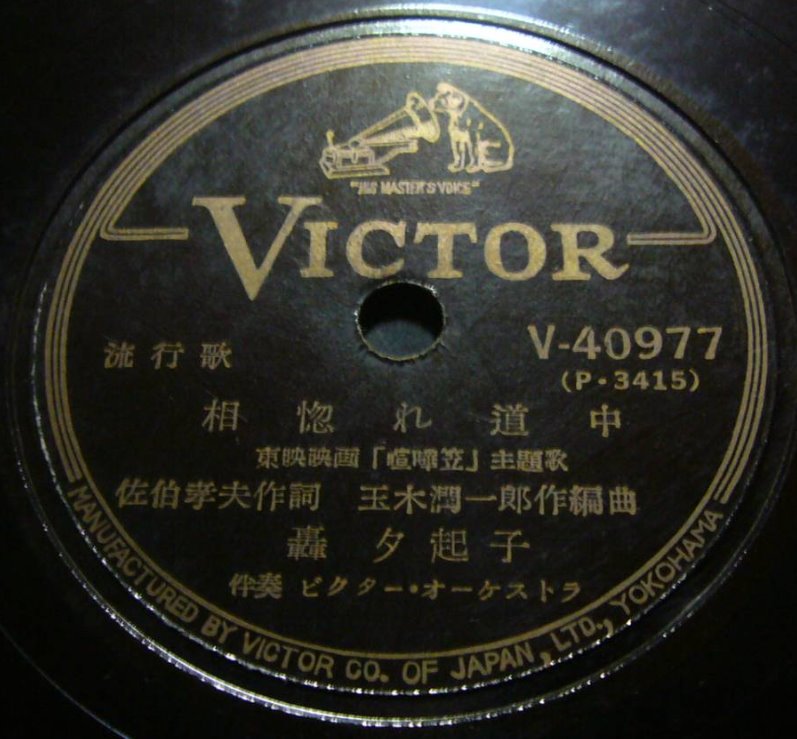 "HIS MASTER'S VOICE"
VICTOR
流行歌
V-40977
(P・3415)
相惚れ道中
東映映画「喧嘩笠」主題歌
佐伯孝夫作詞 玉木潤一郎作編曲
轟夕起子
伴奏 ビクター・オーケストラ
MANUFACTURED BY VICTOR CO. OF JAPAN, LTD., YOKOHAMA